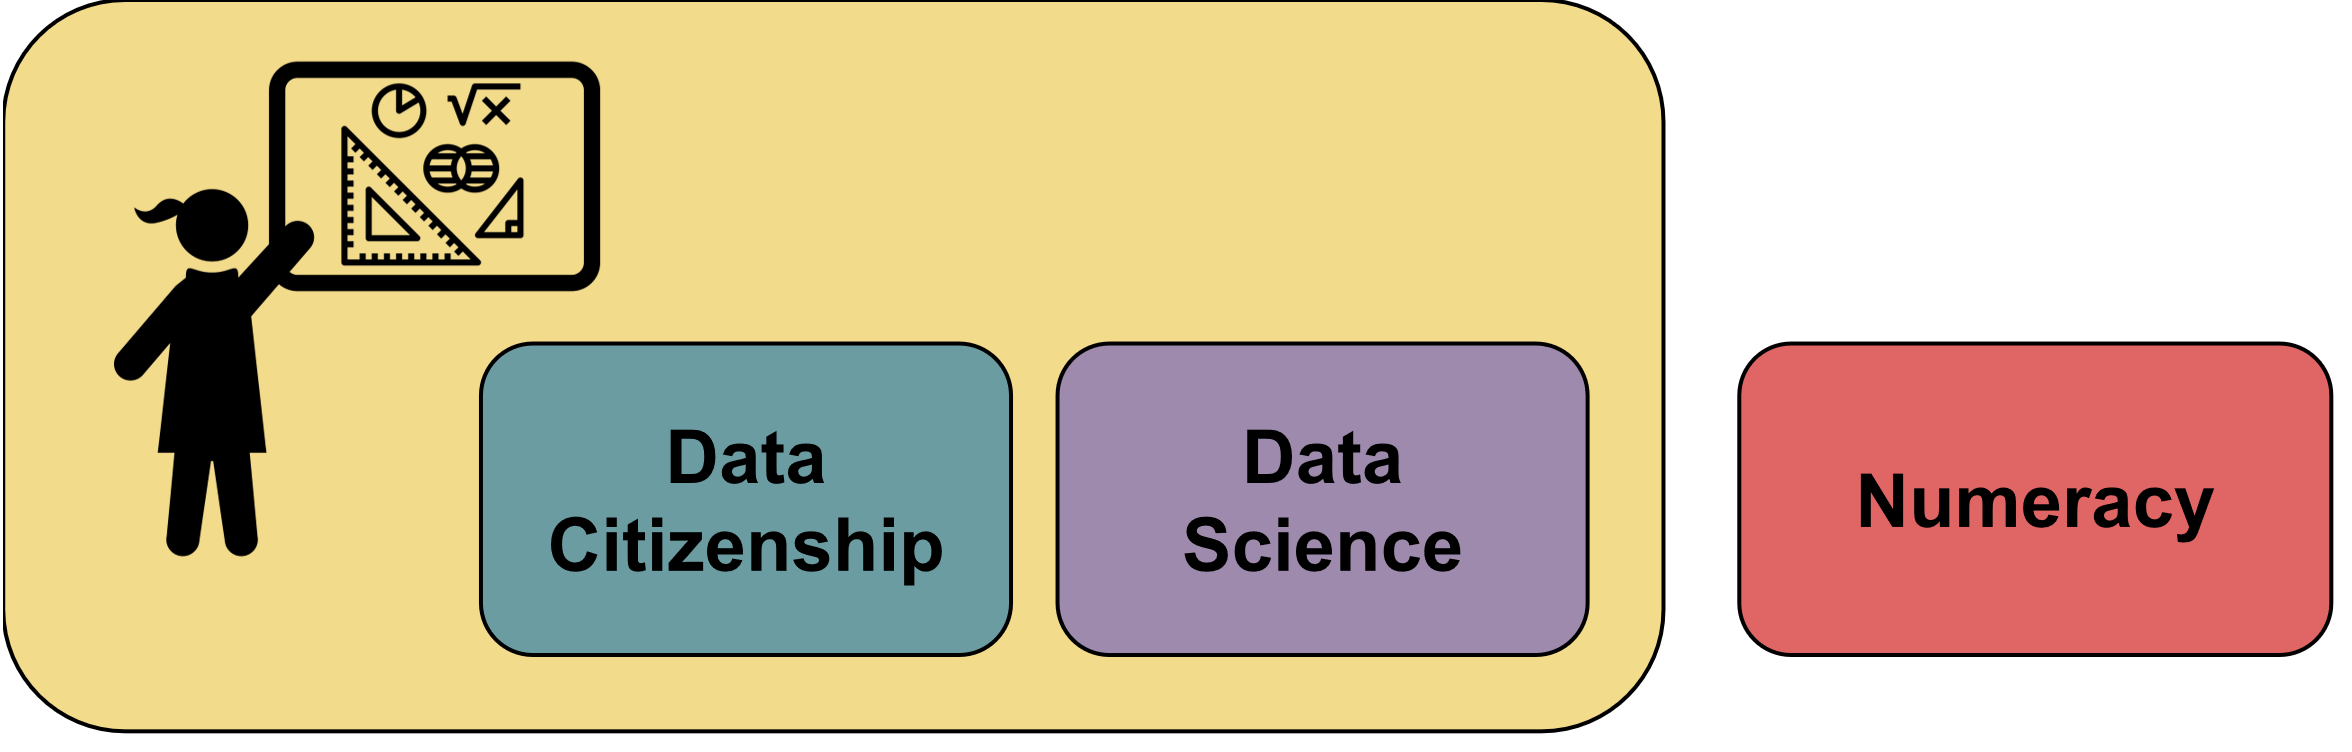 √x
Data
Citizenship
Data
Science
Numeracy